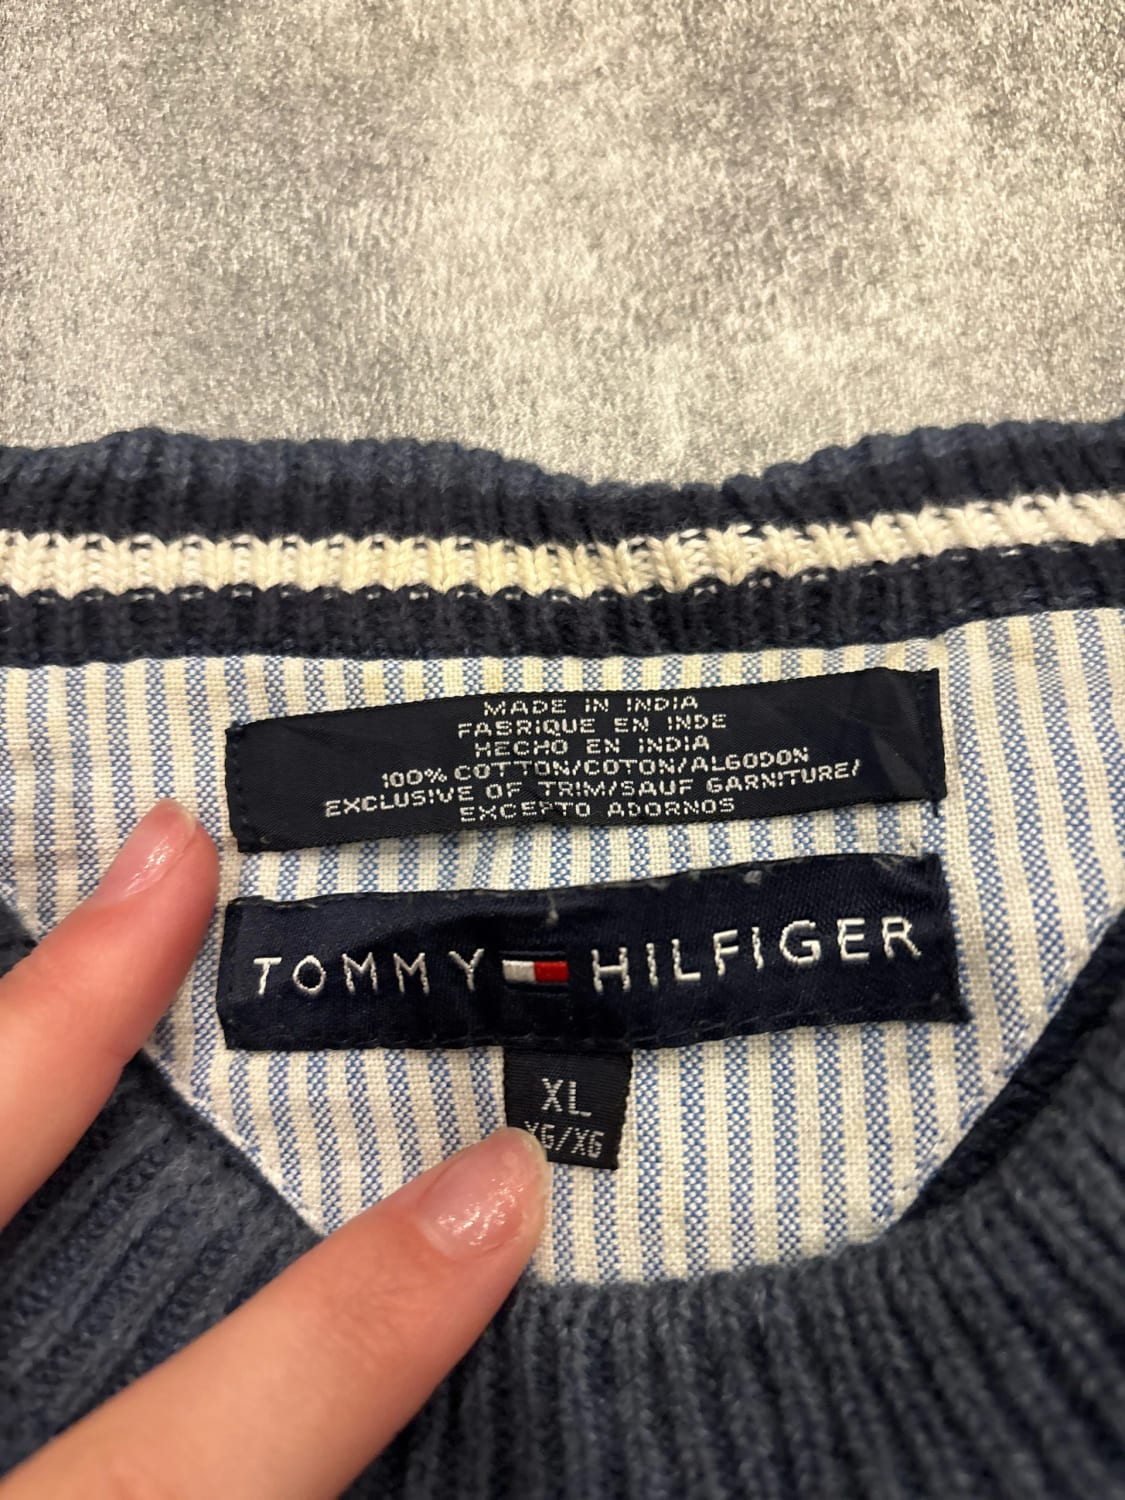 MADE IN INDIA
FABRIQUE EN INDE
HECHO EN INDIA
100% COTTON/COTON/ALGODON
EXCLUSIVE OF TRIM/SAUF GARNITURE/
EXCEPTO ADORNOS
TOMMY HILFIGER
XL
XG/XG